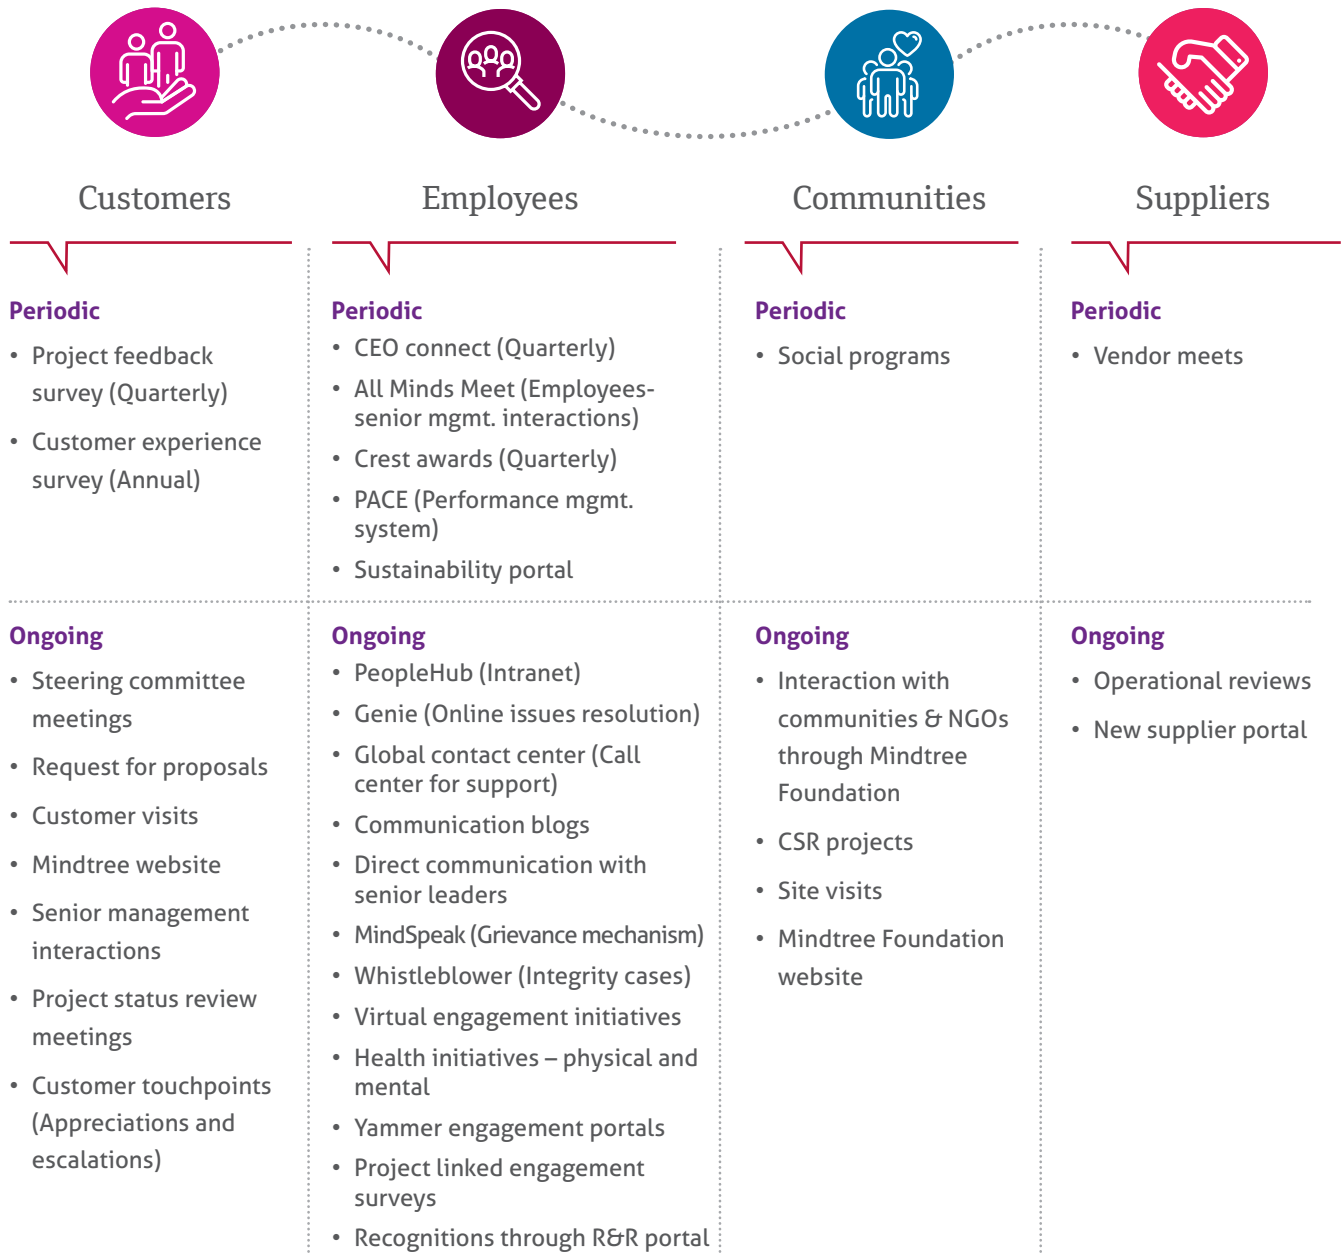 Customers
Employees
Communities
Suppliers
Periodic
• Project feedback
survey (Quarterly)
• Customer experience
survey (Annual)
Periodic
• CEO connect (Quarterly)
• All Minds Meet (Employees-
senior mgmt. interactions)
• Crest awards (Quarterly)
• PACE (Performance mgmt.
system)
• Sustainability portal
Periodic
• Social programs
Periodic
• Vendor meets
Ongoing
• Steering committee
meetings
• Request for proposals
• Customer visits
• Mindtree website
• Senior management
interactions
• Project status review
meetings
• Customer touchpoints
(Appreciations and
escalations)
Ongoing
• PeopleHub (Intranet)
• Genie (Online issues resolution)
• Global contact center (Call
center for support)
• Communication blogs
• Direct communication with
senior leaders
• MindSpeak (Grievance mechanism)
• Whistleblower (Integrity cases)
• Virtual engagement initiatives
• Health initiatives – physical and
mental
• Yammer engagement portals
• Project linked engagement
surveys
• Recognitions through R&R portal
Ongoing
• Interaction with
communities & NGOs
through Mindtree
Foundation
• CSR projects
• Site visits
• Mindtree Foundation
website
Ongoing
• Operational reviews
• New supplier portal